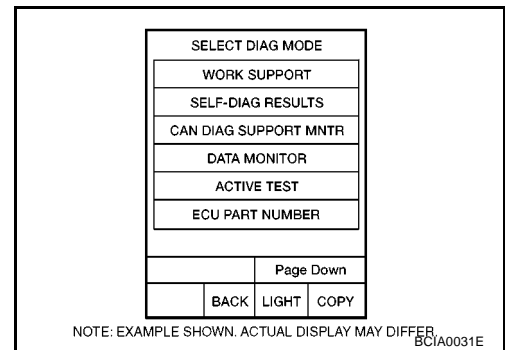 SELECT DIAG MODE
WORK SUPPORT
SELF-DIAG RESULTS
CAN DIAG SUPPORT MNTR
DATA MONITOR
ACTIVE TEST
ECU PART NUMBER
Page Down
BACK LIGHT COPY
NOTE: EXAMPLE SHOWN. ACTUAL DISPLAY MAY DIFFER.
BCIA0031E